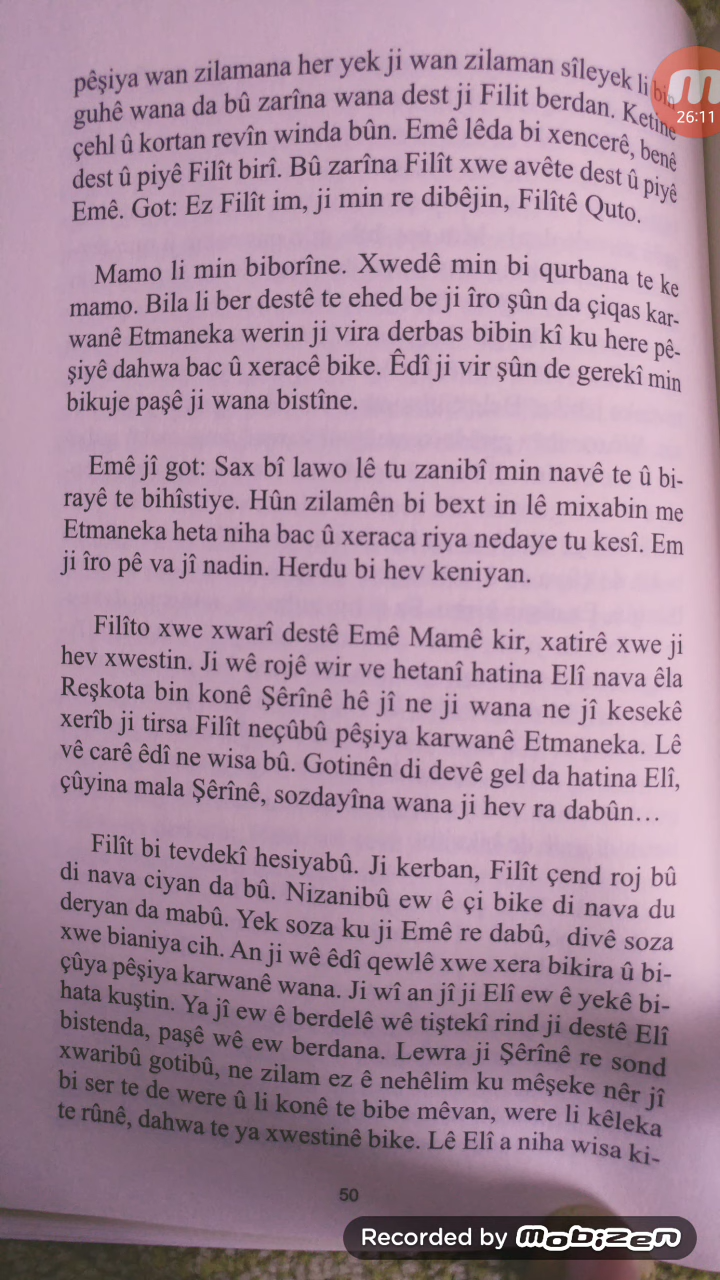 pêşiya wan zilamana her yek ji wan zilaman sîleyek li bin
guhê wana da bû zarîna wana dest ji Filit berdan. Ketine
çehl û kortan revîn winda bûn. Emê lêda bi xencerê, benê
dest û piyê Filît birî. Bû zarîna Filît xwe avête dest û piyê
Emê. Got: Ez Filît im, ji min re dibêjin, Filîtê Quto.
Mamo li min biborîne. Xwedê min bi qurbana te ke
mamo. Bila li ber destê te ehed be ji îro şûn da çiqas kar-
wanê Etmaneka werin ji vira derbas bibin kî ku here pê-
şiyê dahwa bac û xeracê bike. Êdî ji vir şûn de gerekî min
bikuje paşê ji wana bistîne.
Emê jî got: Sax bî lawo lê tu zanibî min navê te û bi-
rayê te bihîstiye. Hûn zilamên bi bext in lê mixabin me
Etmaneka heta niha bac û xeraca riya nedaye tu kesî. Em
ji îro pê va jî nadin. Herdu bi hev keniyan.
Filîto xwe xwarî destê Emê Mamê kir, xatirê xwe ji
hev xwestin. Ji wê rojê wir ve hetanî hatina Elî nava êla
Reşkota bin konê Şêrînê hê jî ne ji wana ne jî kesekê
xerîb ji tirsa Filît neçûbû pêşiya karwanê Etmaneka. Lê
vê carê êdî ne wisa bû. Gotinên di devê gel da hatina Elî,
çûyina mala Şêrînê, sozdayîna wana ji hev ra dabûn…
Filît bi tevdekî hesiyabû. Ji kerban, Filît çend roj bû
di nava ciyan da bû. Nizanibû ew ê çi bike di nava du
deryan da mabû. Yek soza ku ji Emê re dabû, divê soza
xwe bianiya cih. An ji wê êdî qewlê xwe xera bikira û bi-
çûya pêşiya karwanê wana. Ji wî an jî ji Elî ew ê yekê bi-
hata kuştin. Ya jî ew ê berdelê wê tiştekî rind ji destê Elî
bistenda, paşê wê ew berdana. Lewra ji Şêrînê re sond
xwaribû gotibû, ne zilam ez ê nehêlim ku mêşeke nêr jî
bi ser te de were û li konê te bibe mêvan, were li kêleka
te rûnê, dahwa te ya xwestinê bike. Lê Elî a niha wisa ki-
50
26:11
Recorded by mobizen